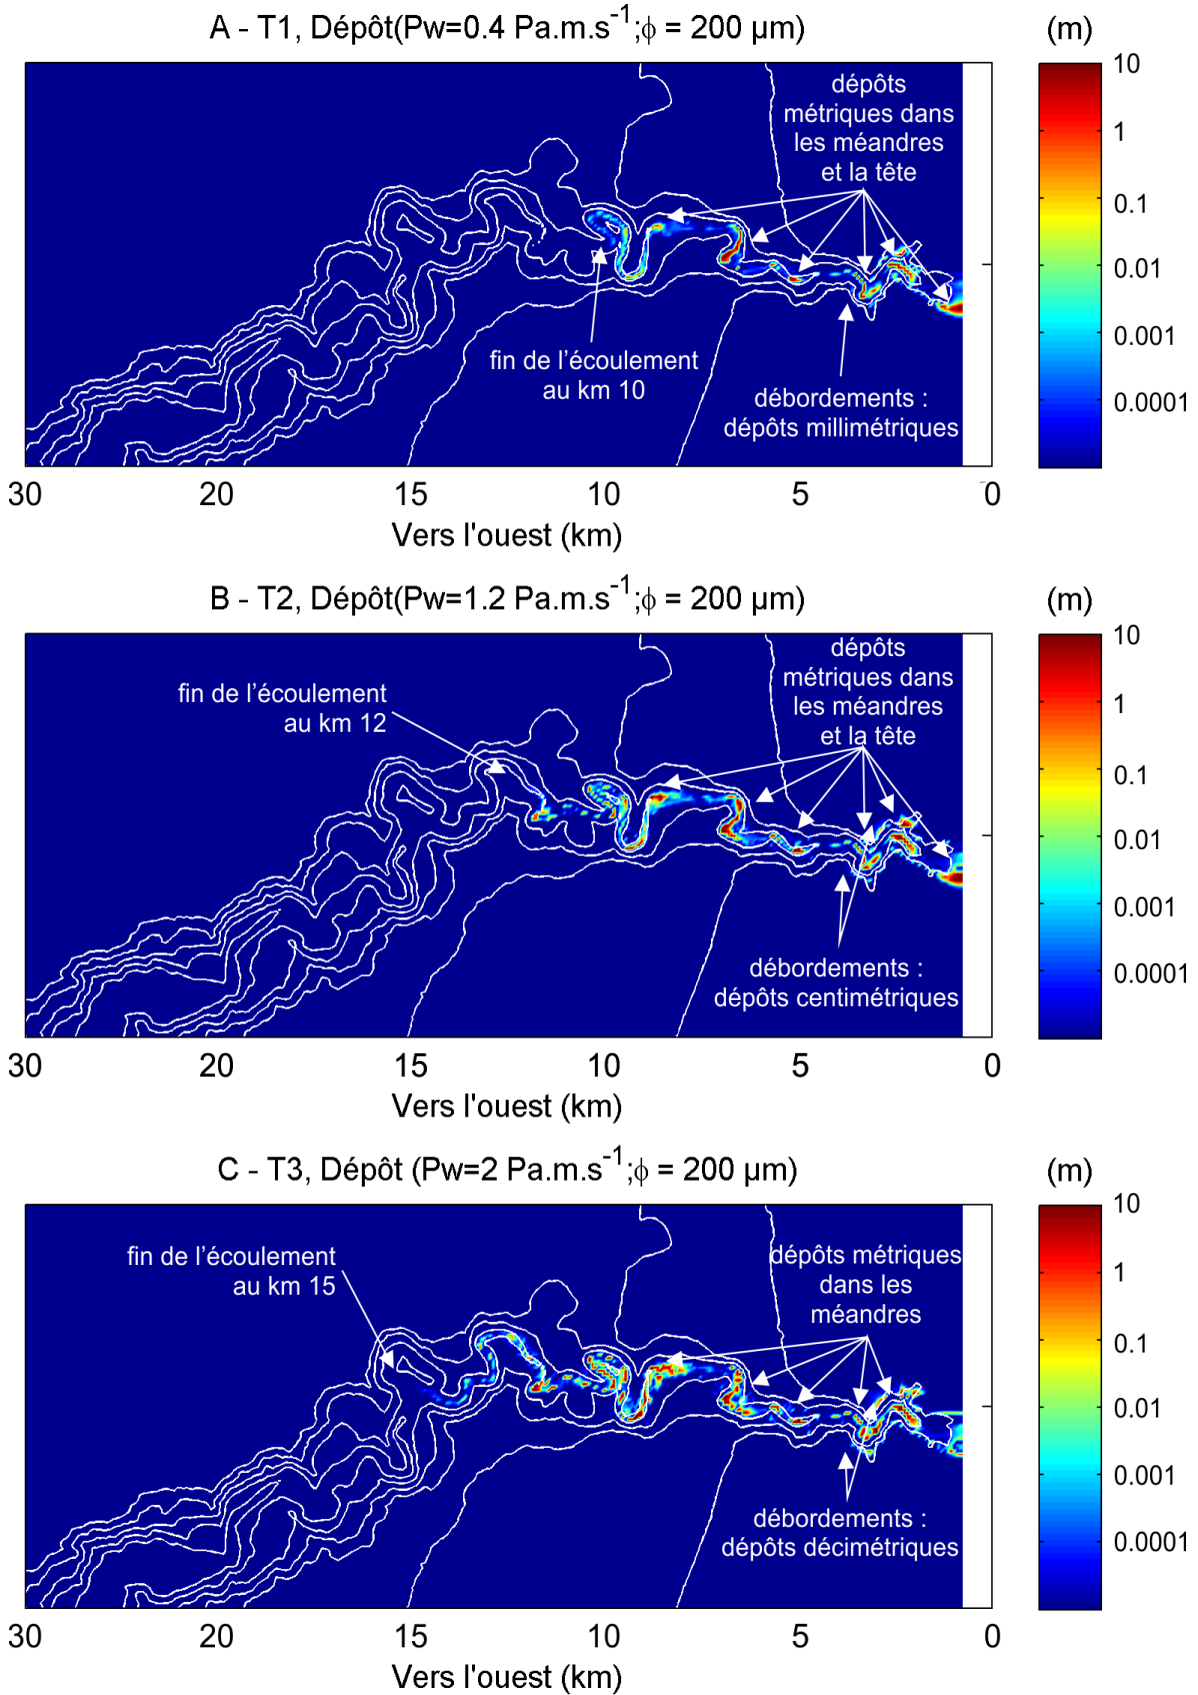 A - T1, Dépôt(Pw=0.4 Pa.m.s-1;ϕ = 200 µm)
(m)
dépôts
métriques dans
les méandres
et la tête
fin de l'écoulement
au km 10
débordements :
dépôts millimétriques
10
1
0.1
0.01
0.001
0.0001
30
20
15
10
5
0
Vers l'ouest (km)
B - T2, Dépôt(Pw=1.2 Pa.m.s-1;ϕ = 200 µm)
(m)
dépôts
métriques dans
les méandres
et la tête
fin de l'écoulement
au km 12
débordements :
dépôts centimétriques
10
1
0.1
0.01
0.001
0.0001
30
20
15
10
5
0
Vers l'ouest (km)
C - T3, Dépôt (Pw=2 Pa.m.s-1;ϕ = 200 µm)
(m)
fin de l'écoulement
au km 15
dépôts métriques
dans les
méandres
débordements :
dépôts décimétriques
10
1
0.1
0.01
0.001
0.0001
30
20
15
10
5
0
Vers l'ouest (km)